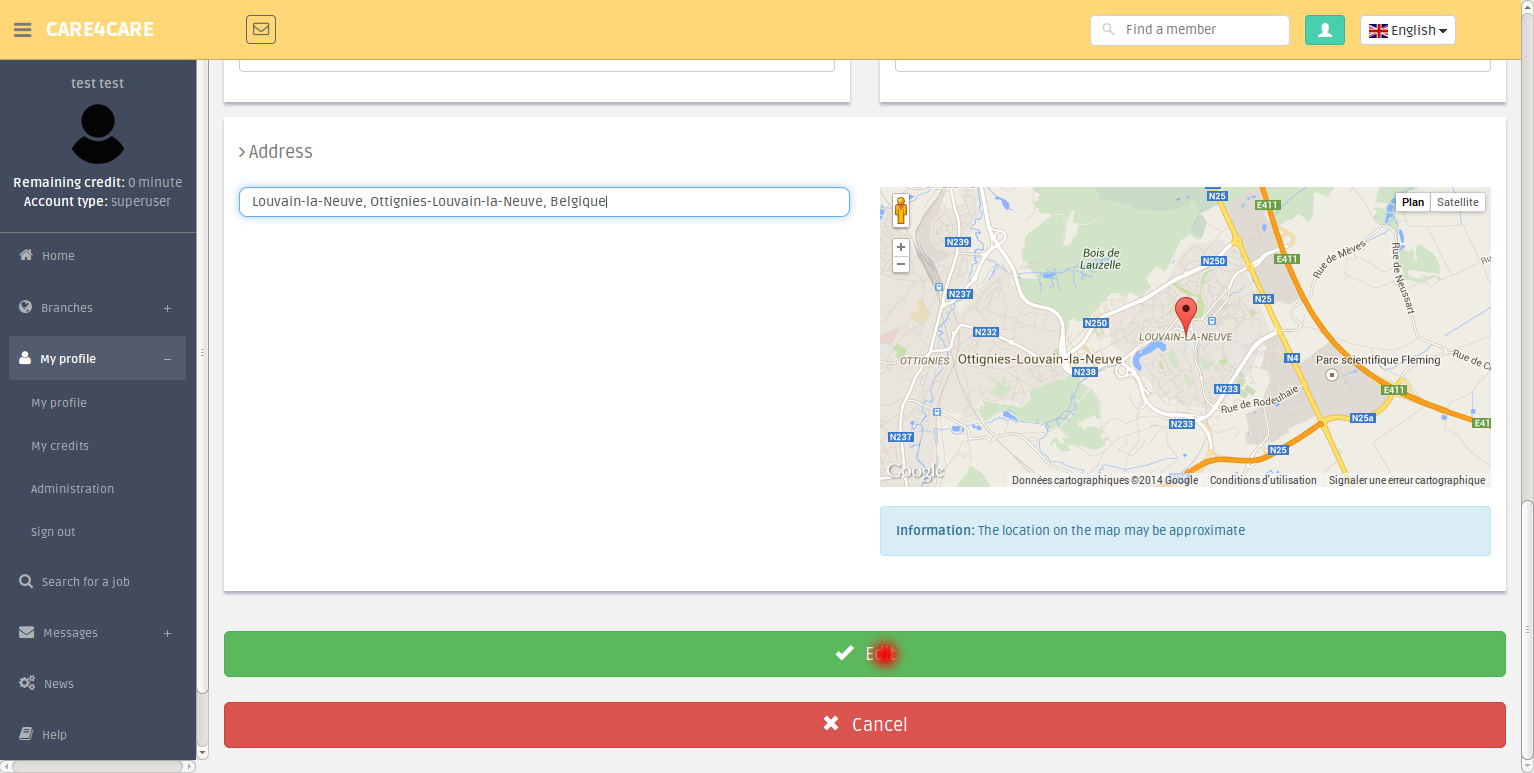 CARE4CARE
Find a member
English
test test
Remaining credit: 0 minute
Account type: superuser
Home
Branches +
My profile –
My profile
My credits
Administration
Sign out
Search for a job
Messages +
News
Help
> Address
Louvain-la-Neuve, Ottignies-Louvain-la-Neuve, Belgique
Plan Satellite
+
−
N25
E411
N239
Bois de
Lauzelle
N250
E411
Rue de Mèves
Rue de Neussart
Ru
N237
N25
N250
N232
LOUVAIN-LA-NEUVE
OTTIGNIES
Ottignies-Louvain-la-Neuve
N238
N4
Parc scientifique Fleming
Rue de C
N233
E411
Rue de Rodeuhaie
N25a
N233
E41
N237
N25
Google
Données cartographiques ©2014 Google Conditions d'utilisation Signaler une erreur cartographique
Information: The location on the map may be approximate
Edit
Cancel